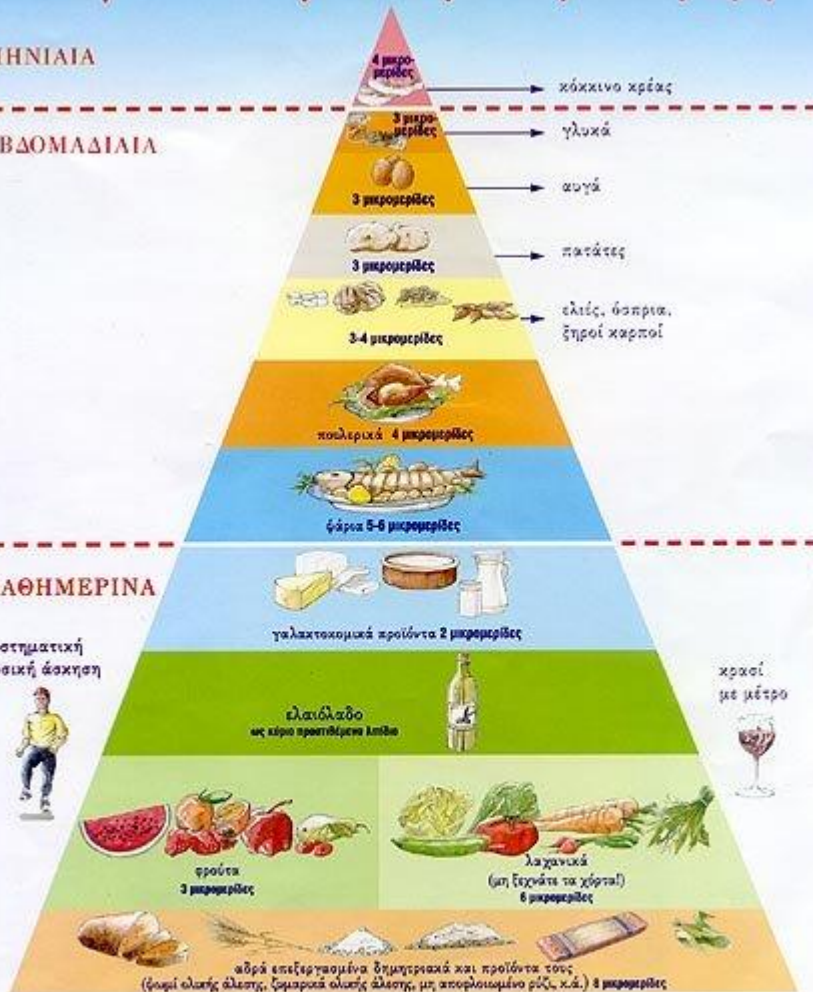 ΗΝΙΑΙΑ
4 μικρο-
μερίδες
κόκκινο κρέας
3 μικρο-
μερίδες
γλυκά
ΒΔΟΜΑΔΙΑΙΑ
αυγά
3 μικρομερίδες
πατάτες
3 μικρομερίδες
ελιές, όσπρια,
ξηροί καρποί
3-4 μικρομερίδες
πουλερικά 4 μικρομερίδες
ψάρια 5-6 μικρομερίδες
ΑΘΗΜΕΡΙΝΑ
γαλακτοκομικά προϊόντα 2 μικρομερίδες
στηματική
σική άσκηση
κρασί
με μέτρο
ελαιόλαδο
ως κύριο προστιθέμενο λιπίδιο
φρούτα
3 μικρομερίδες
λαχανικά
(μη ξεχνάτε τα χόρτα!)
6 μικρομερίδες
αδρά επεξεργασμένα δημητριακά και προϊόντα τους
(ψωμί ολικής άλεσης, ζυμαρικά ολικής άλεσης, μη αποφλοιωμένο ρύζι, κ.ά.) 8 μικρομερίδες